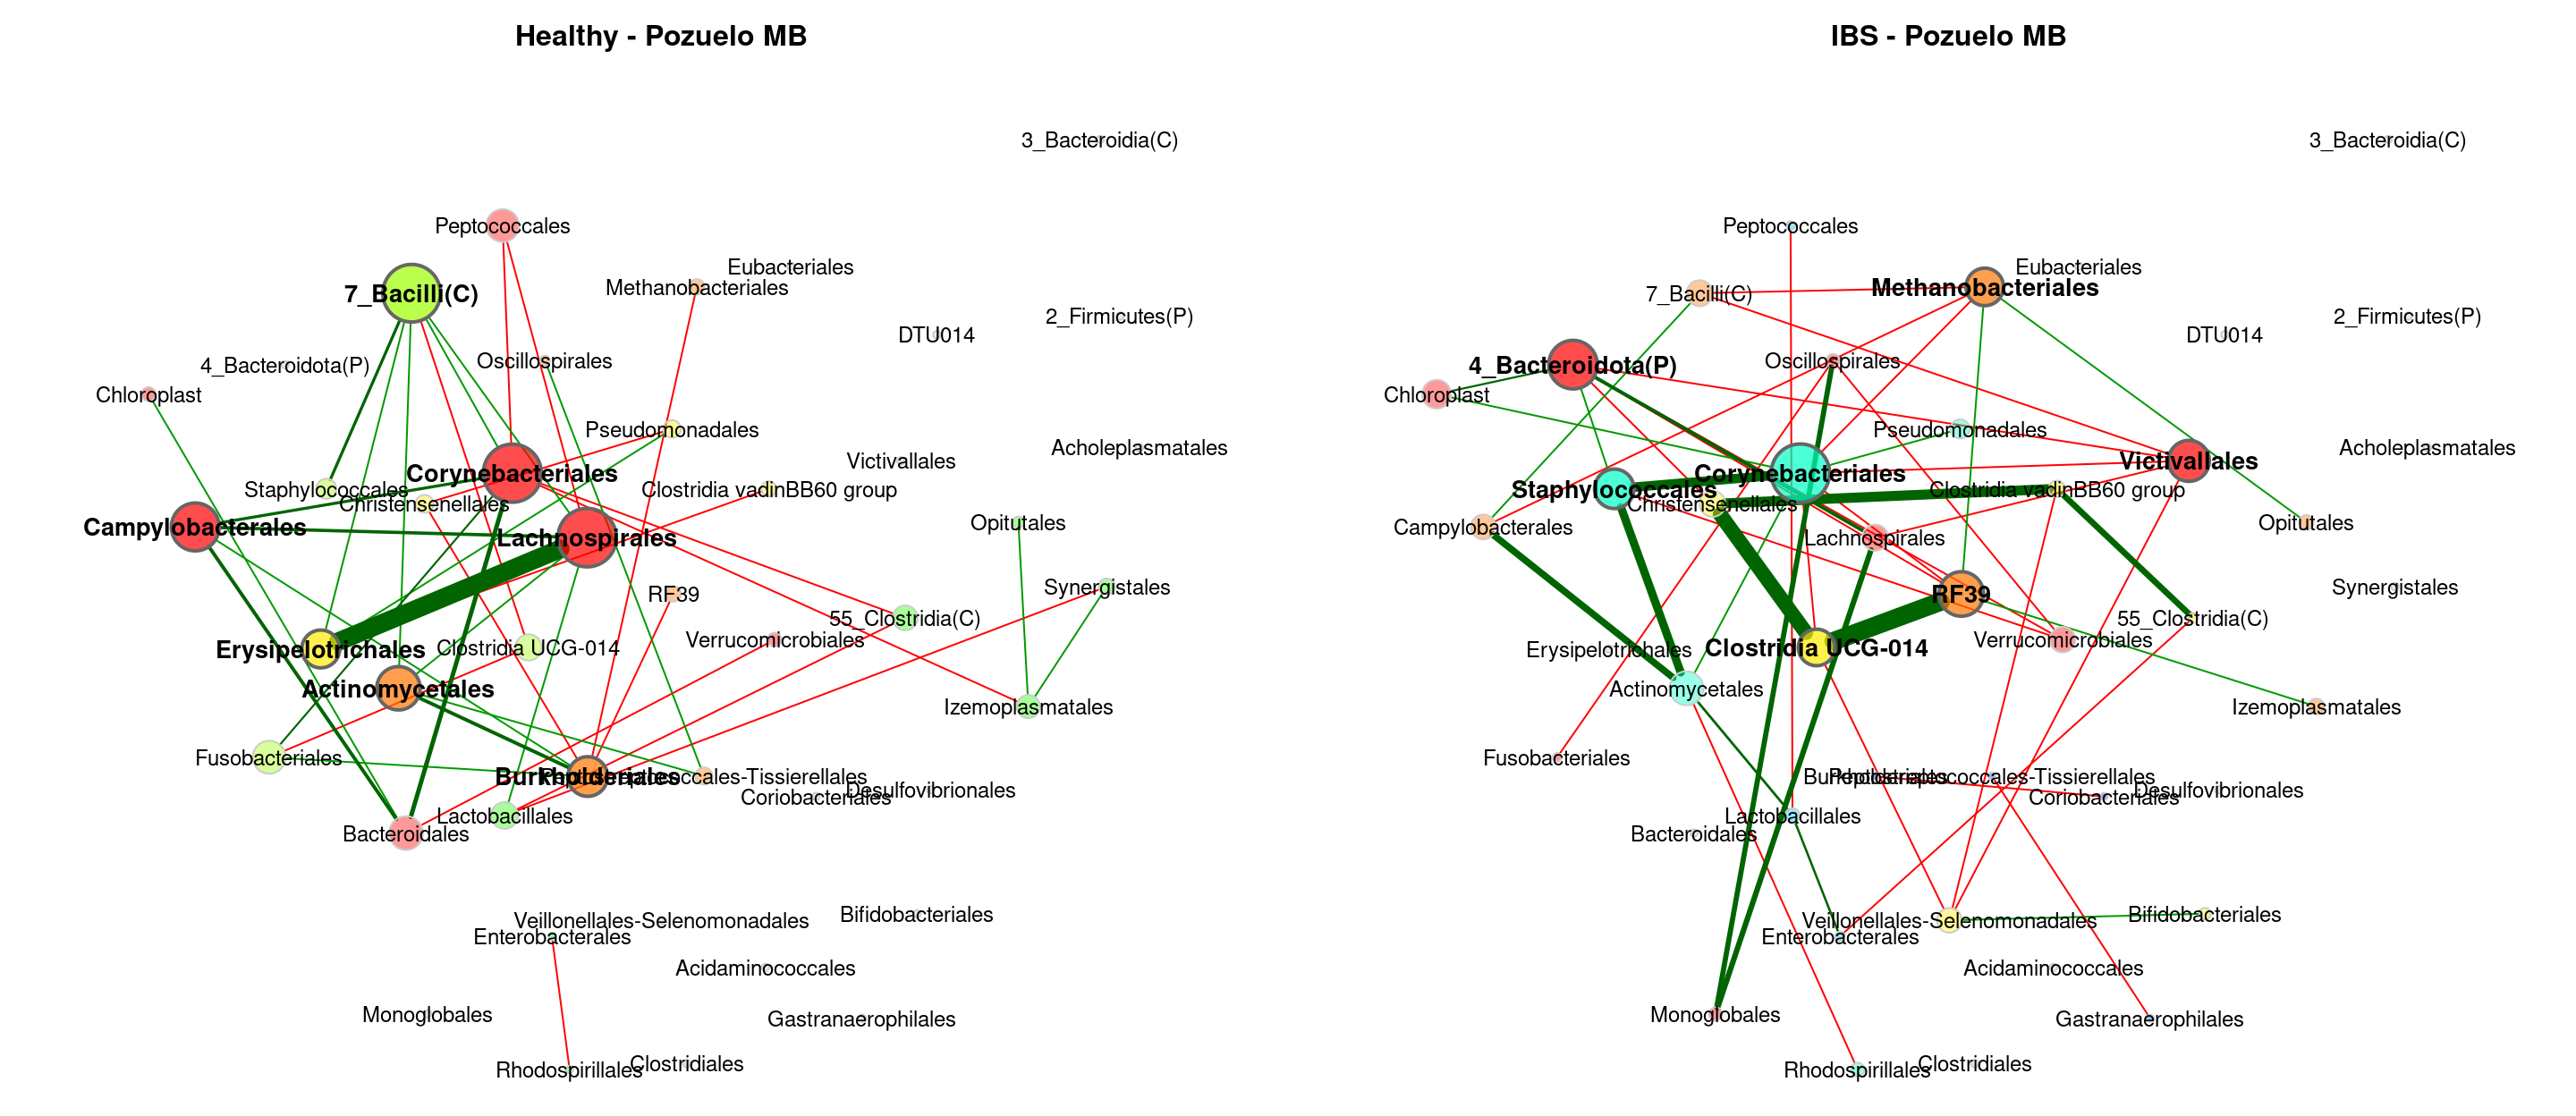 Healthy - Pozuelo MB
3_Bacteroidia(C)
Peptococcales
Eubacteriales
7_Bacilli(C)
Methanobacteriales
2_Firmicutes(P)
DTU014
4_Bacteroidota(P)
Oscillospirales
Chloroplast
Pseudomonadales
Acholeplasmatales
Victivallales
Corynebacteriales
Staphylococcales
Clostridia vadinBB60 group
Christensenellales
Campylobacterales
Opitutales
Lachnospirales
Synergistales
RF39
55_Clostridia(C)
Verrucomicrobiales
Erysipelotrichales
Clostridia UCG-014
Actinomycetales
Izemoplasmatales
Fusobacteriales
Burkholderiales
Peptostreptococcales-Tissierellales
Desulfovibrionales
Coriobacteriales
Lactobacillales
Bacteroidales
Bifidobacteriales
Veillonellales-Selenomonadales
Enterobacterales
Acidaminococcales
Monoglobales
Gastranaerophilales
Clostridiales
Rhodospirillales
IBS - Pozuelo MB
3_Bacteroidia(C)
Peptococcales
Eubacteriales
Methanobacteriales
7_Bacilli(C)
2_Firmicutes(P)
DTU014
Oscillospirales
4_Bacteroidota(P)
Chloroplast
Pseudomonadales
Acholeplasmatales
Victivallales
Corynebacteriales
Staphylococcales
Clostridia vadinBB60 group
Christensenellales
Campylobacterales
Opitutales
Lachnospirales
Synergistales
RF39
55_Clostridia(C)
Verrucomicrobiales
Erysipelotrichales
Clostridia UCG-014
Actinomycetales
Izemoplasmatales
Fusobacteriales
Burkholderiales
Peptostreptococcales-Tissierellales
Desulfovibrionales
Coriobacteriales
Lactobacillales
Bacteroidales
Bifidobacteriales
Veillonellales-Selenomonadales
Enterobacterales
Acidaminococcales
Monoglobales
Gastranaerophilales
Clostridiales
Rhodospirillales